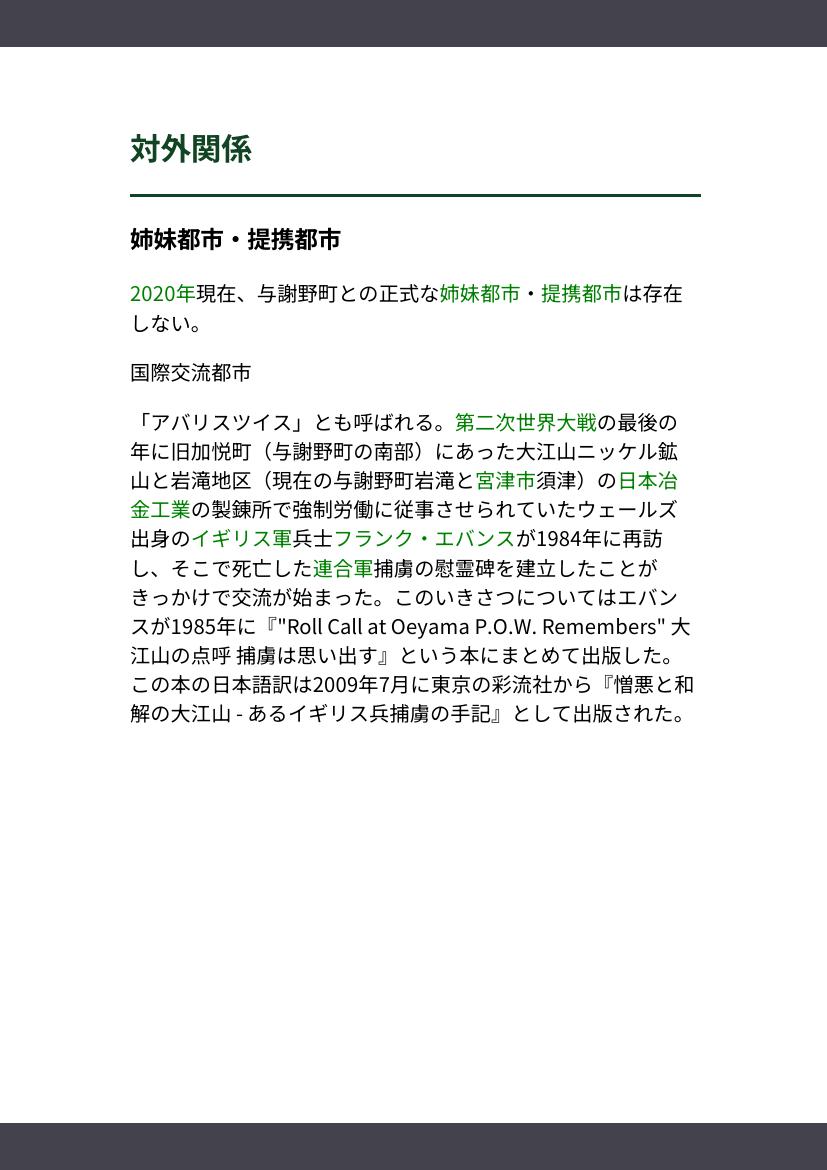 対外関係
姉妹都市・提携都市
2020年現在、与謝野町との正式な姉妹都市・提携都市は存在
しない。
国際交流都市
「アバリスツイス」とも呼ばれる。第二次世界大戦の最後の
年に旧加悦町（与謝野町の南部）にあった大江山ニッケル鉱
山と岩滝地区（現在の与謝野町岩滝と宮津市須津）の日本冶
金工業の製錬所で強制労働に従事させられていたウェールズ
出身のイギリス軍兵士フランク・エバンスが1984年に再訪
し、そこで死亡した連合軍捕虜の慰霊碑を建立したことが
きっかけで交流が始まった。このいきさつについてはエバン
スが1985年に『"Roll Call at Oeyama P.O.W. Remembers" 大
江山の点呼 捕虜は思い出す』という本にまとめて出版した。
この本の日本語訳は2009年7月に東京の彩流社から『憎悪と和
解の大江山 - あるイギリス兵捕虜の手記』として出版された。